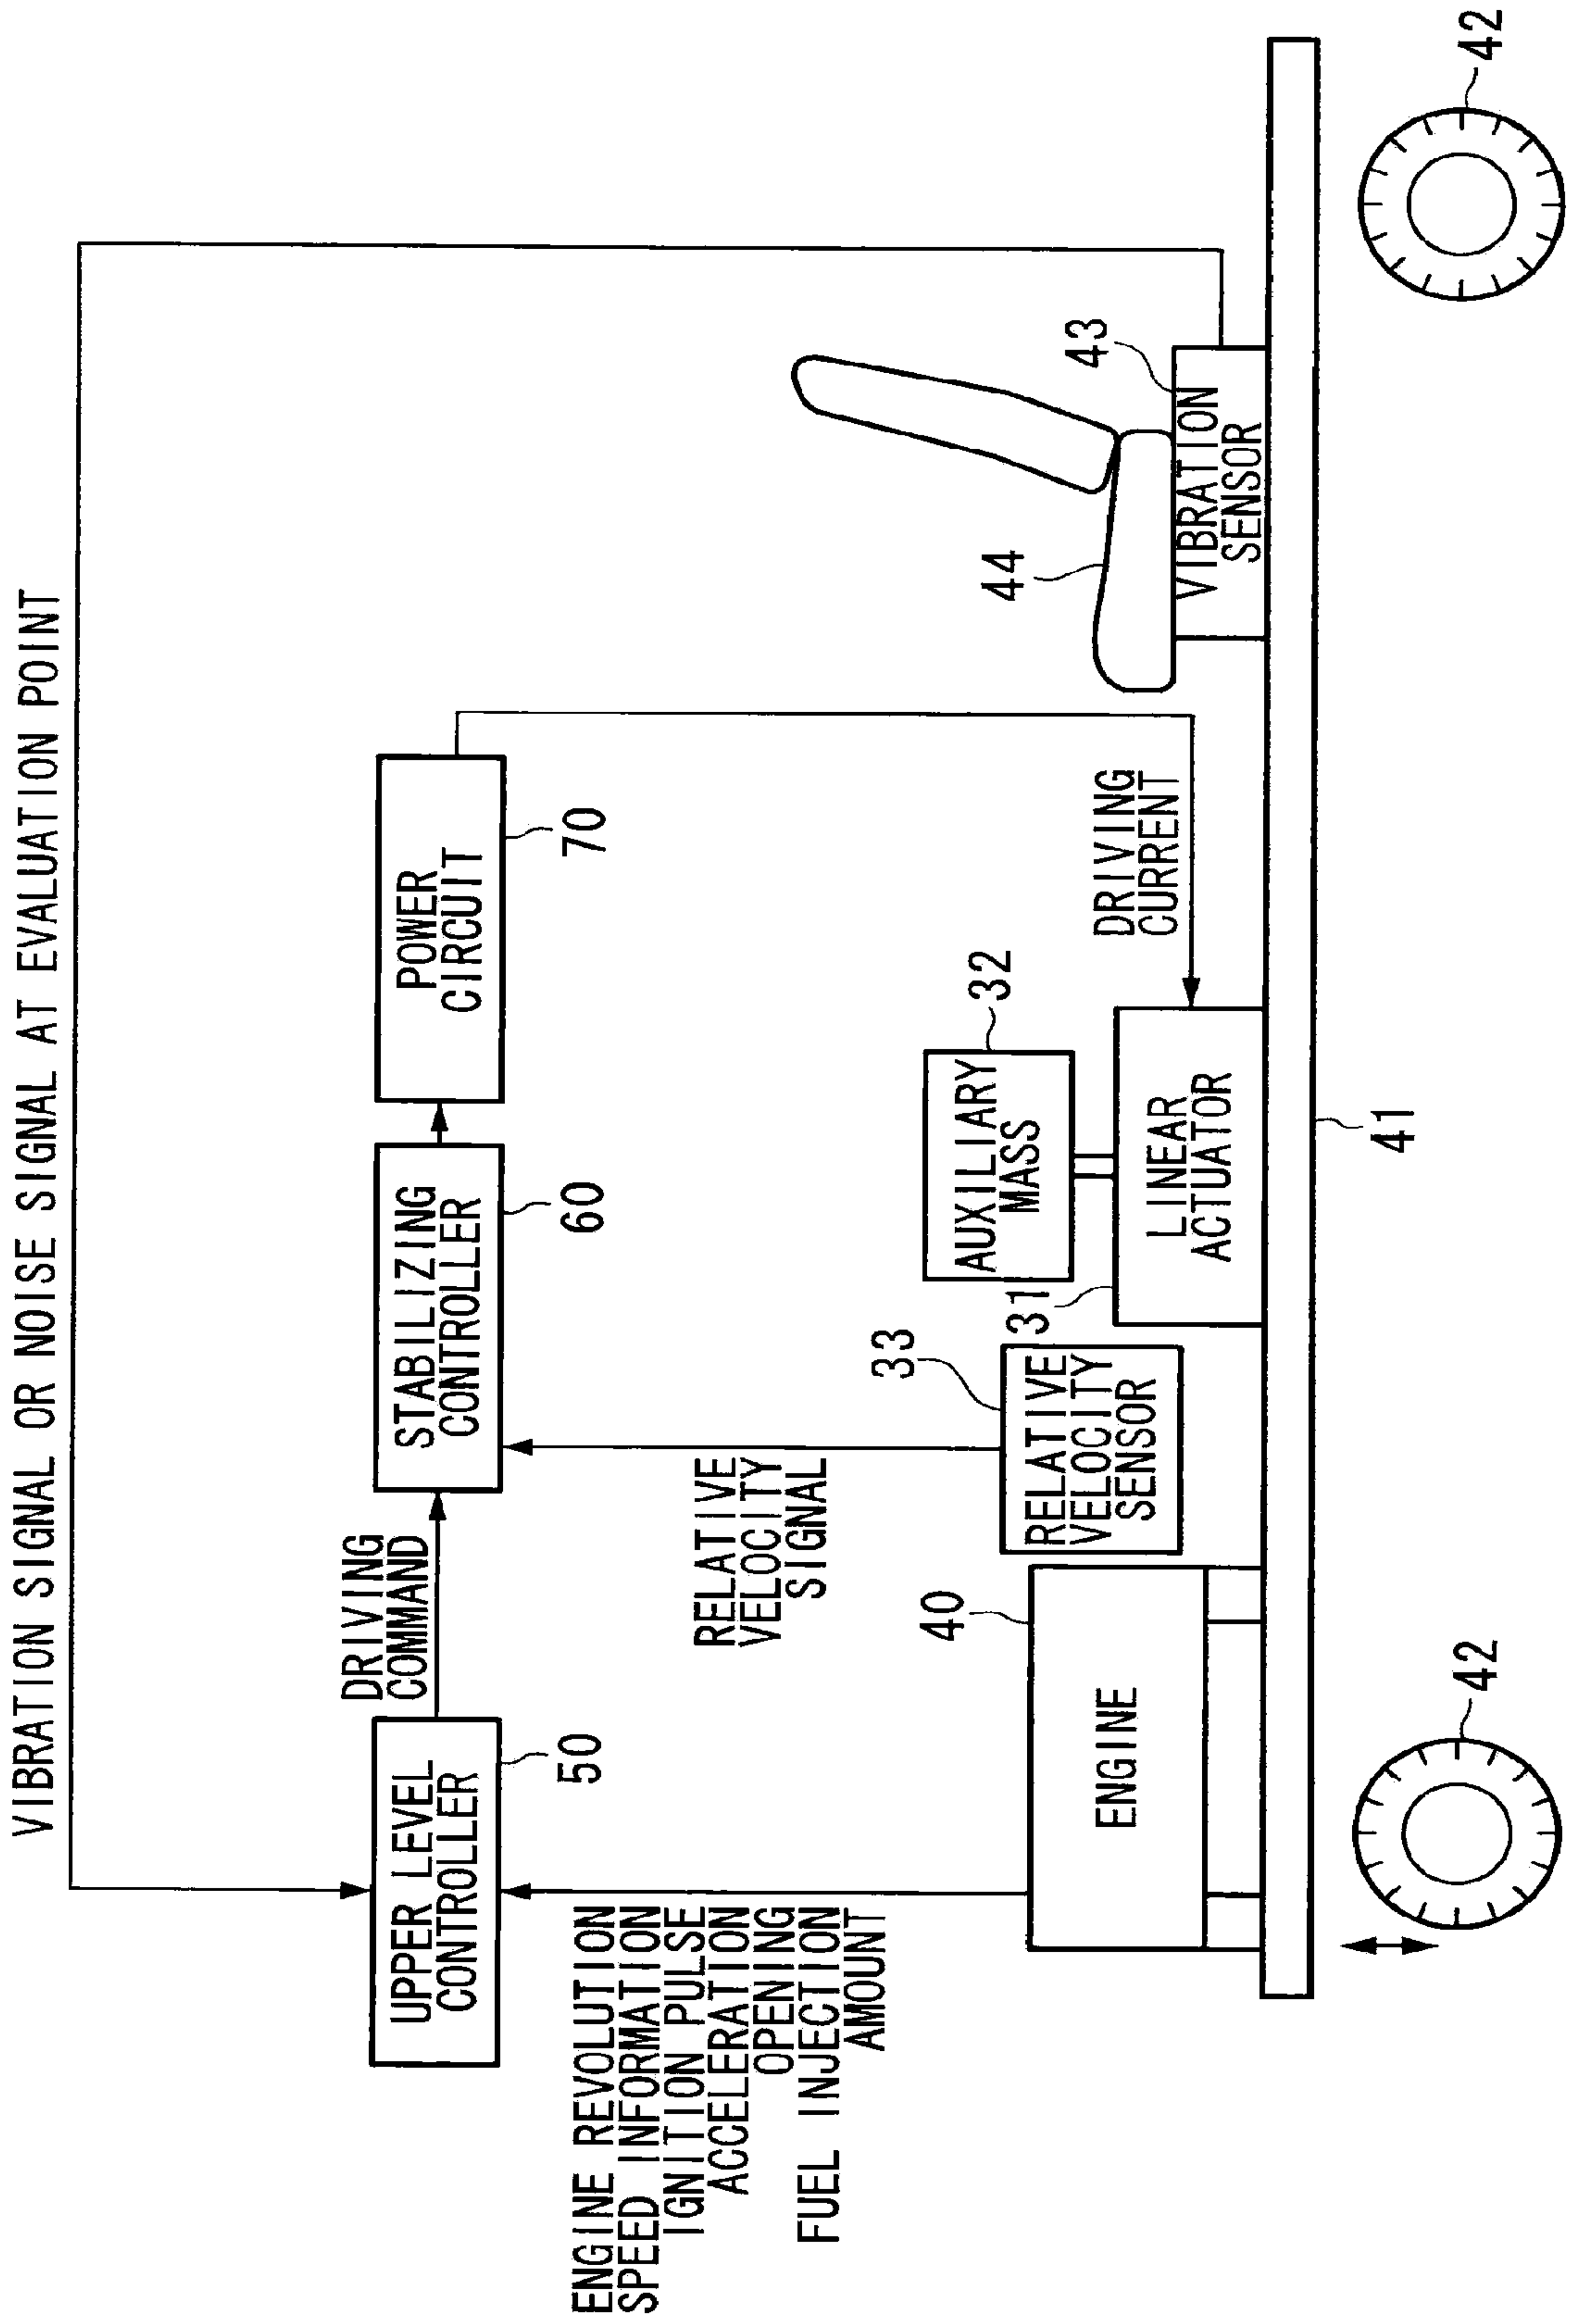 VIBRATION SIGNAL OR NOISE SIGNAL AT EVALUATION POINT
UPPER LEVEL
CONTROLLER
50
DRIVING
COMMAND
STABILIZING
CONTROLLER
60
POWER
CIRCUIT
70
ENGINE REVOLUTION
SPEED INFORMATION
IGNITION PULSE
ACCELERATION
OPENING
FUEL INJECTION
AMOUNT
RELATIVE
VELOCITY
SIGNAL
40
ENGINE
33
RELATIVE
VELOCITY
SENSOR
32
AUXILIARY
MASS
31
LINEAR
ACTUATOR
DRIVING
CURRENT
44
43
VIBRATION
SENSOR
41
42
42